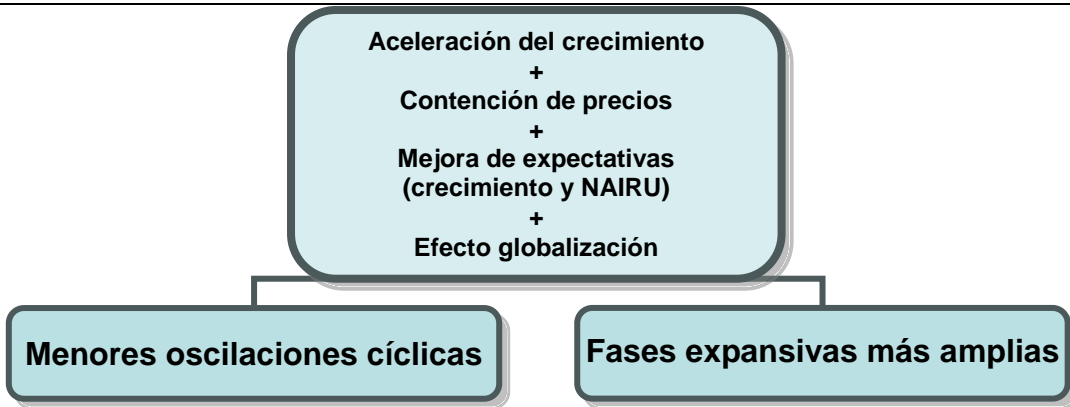 Aceleración del crecimiento
+
Contención de precios
+
Mejora de expectativas
(crecimiento y NAIRU)
+
Efecto globalización
Menores oscilaciones cíclicas
Fases expansivas más amplias